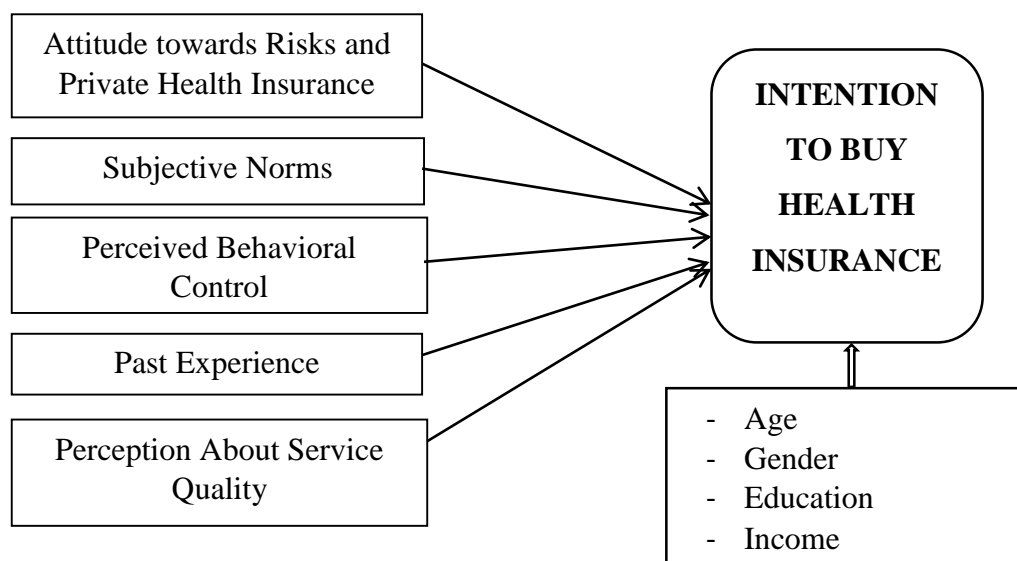 Attitude towards Risks and
Private Health Insurance
Subjective Norms
Perceived Behavioral
Control
Past Experience
Perception About Service
Quality
INTENTION
TO BUY
HEALTH
INSURANCE
- Age
- Gender
- Education
- Income